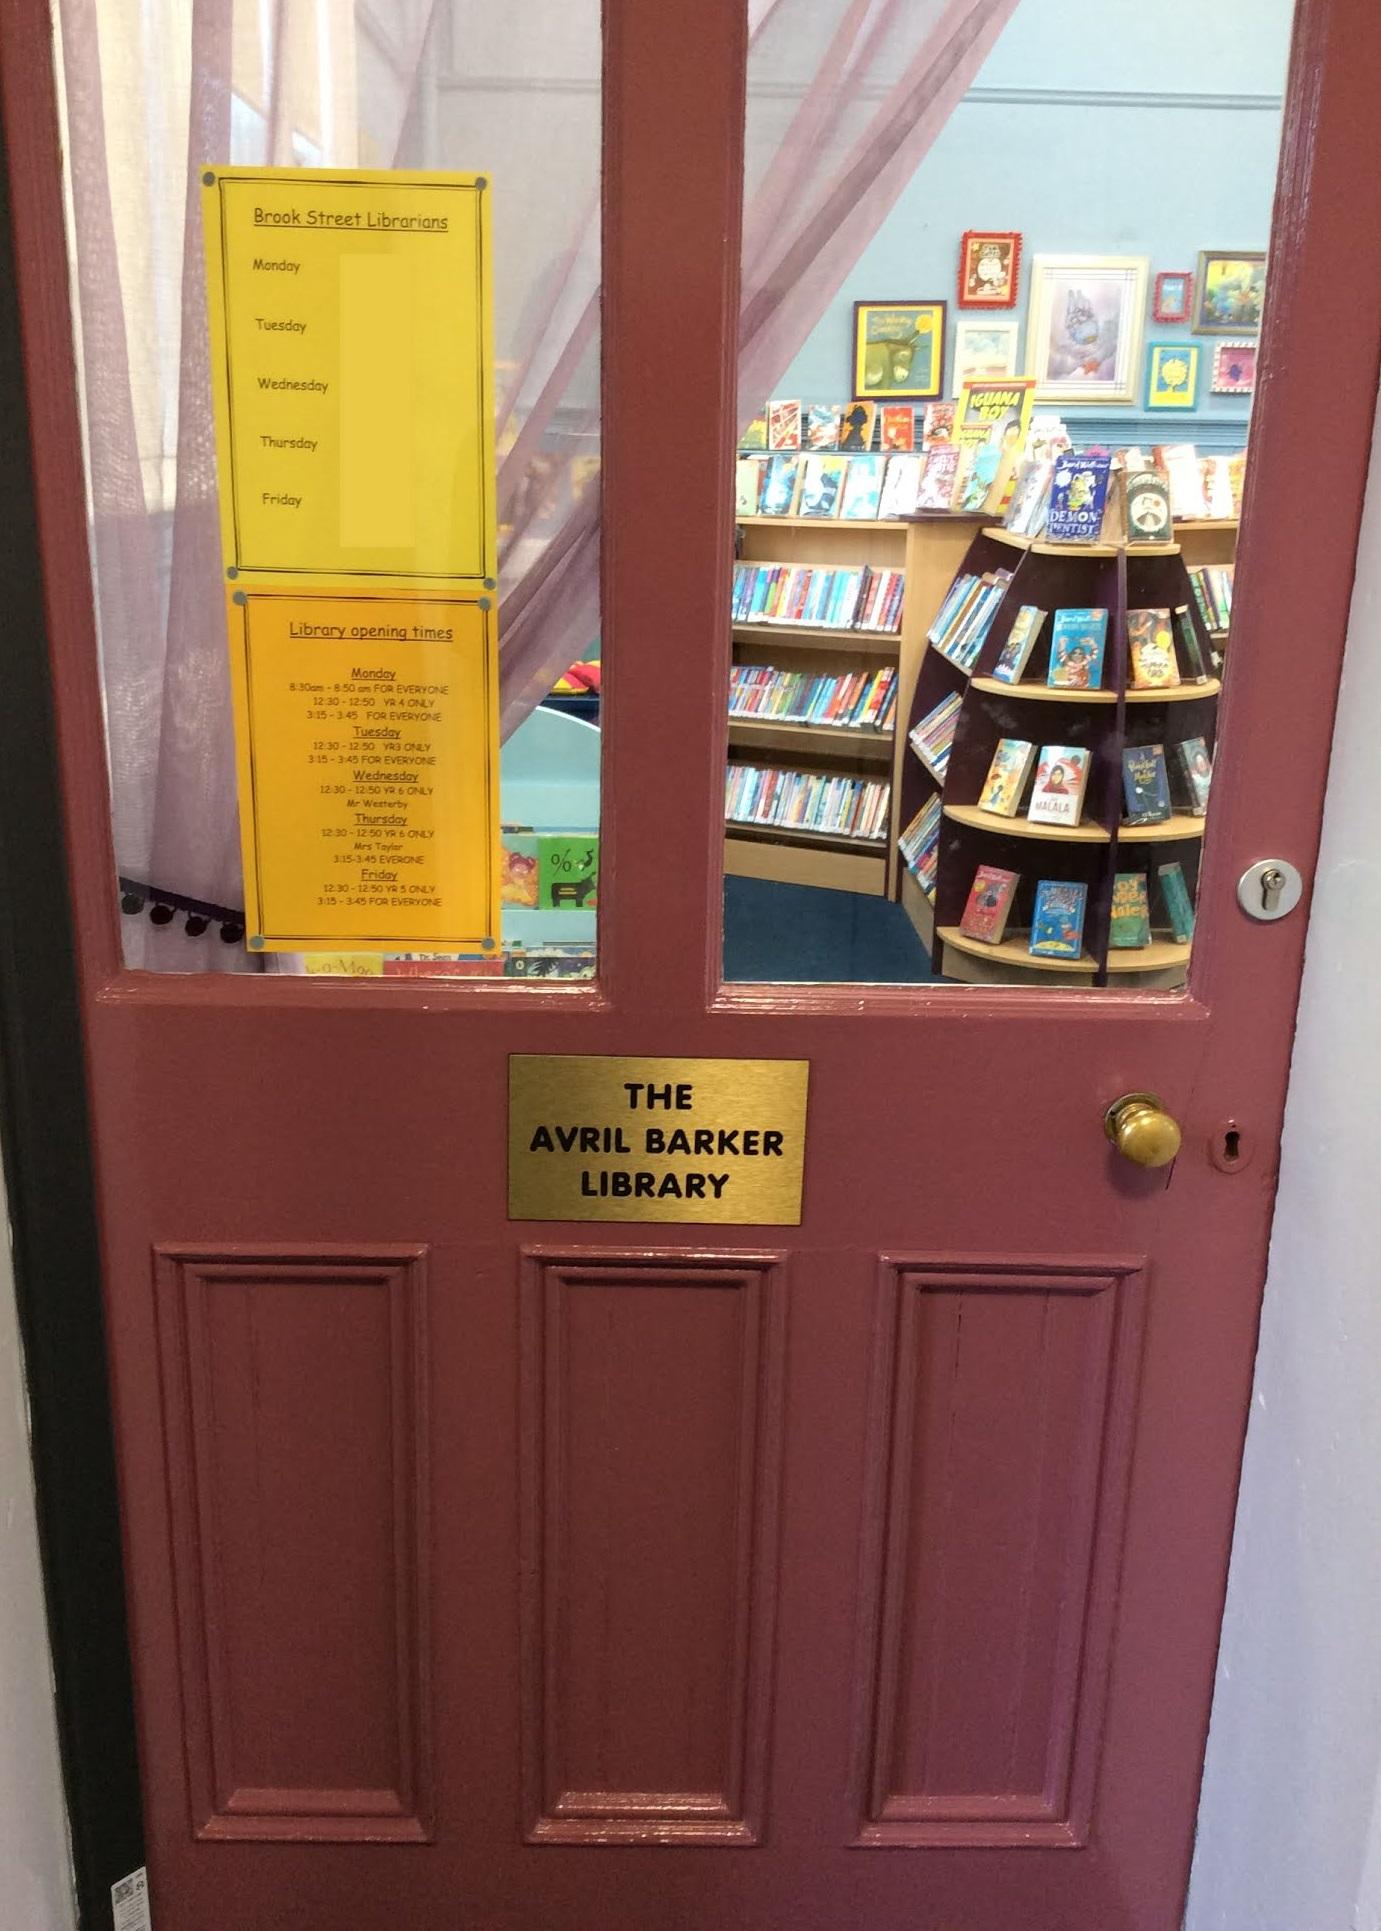 Brook Street Librarians
Monday
Tuesday
Wednesday
Thursday
Friday
Library opening times
Monday
8:30am - 8:50 am FOR EVERYONE
12:30 - 12:50 YR 4 ONLY
3:15 - 3.45 FOR EVERYONE
Tuesday
12:30 - 12:50 YR3 ONLY
3:15 - 3:45 FOR EVERYONE
Wednesday
12:30 - 12:50 YR 6 ONLY
Mr Westerby
Thursday
12:30 - 12:50 YR 6 ONLY
Mrs Taylor
3:15-3.45 EVERONE
Friday
12:30 - 12:50 YR 5 ONLY
3:15 - 3:45 FOR EVERYONE
IGUANA
BOY
David Walliams
DEMON
DENTIST
MALALA
%
Dr. Seuss
THE
AVRIL BARKER
LIBRARY